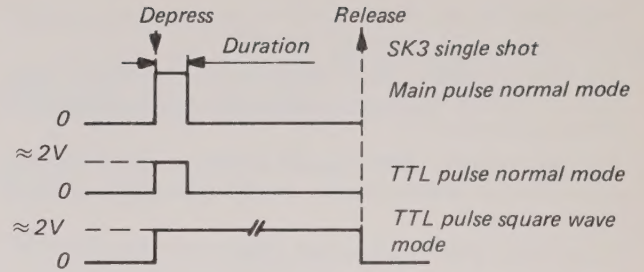 Depress Release
Duration
SK3 single shot
Main pulse normal mode
0
≈2V
0
TTL pulse normal mode
≈2V
TTL pulse square wave
mode
0